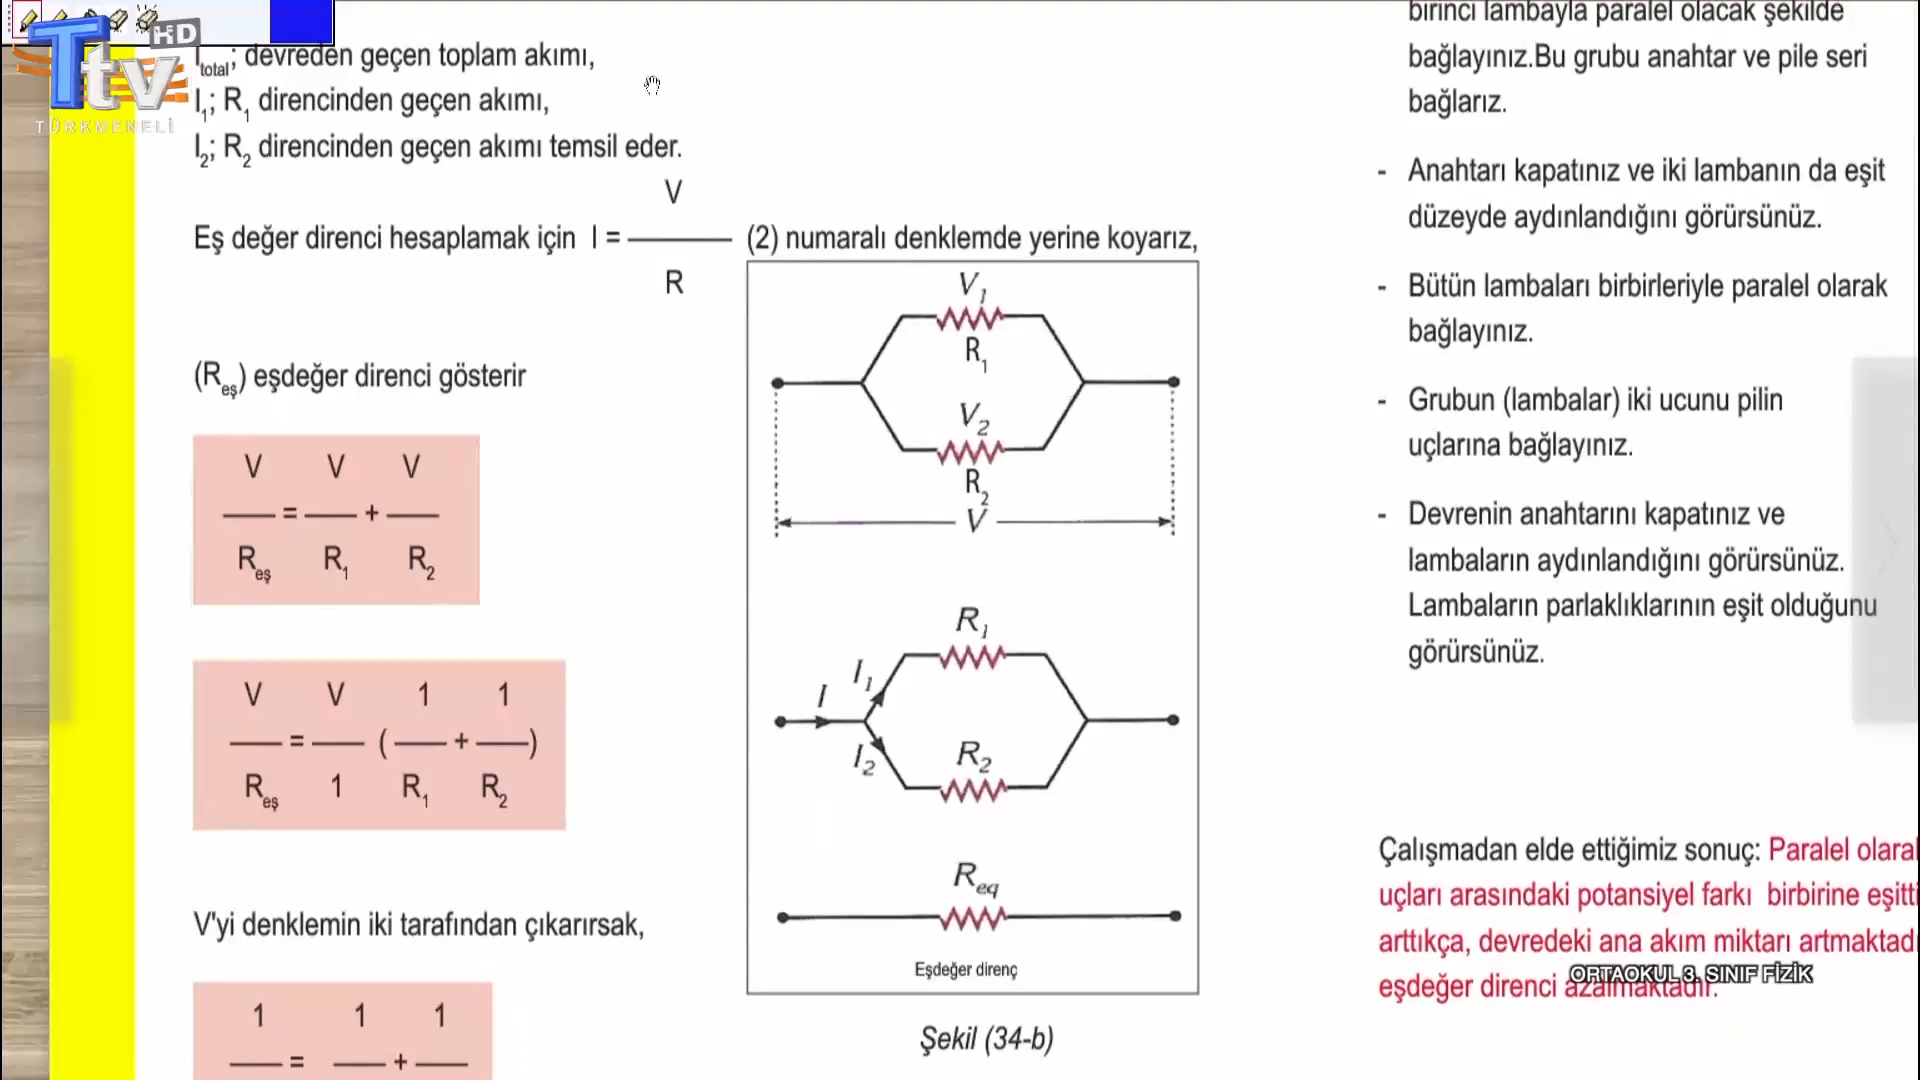 HD
Ttv
TÜRKMENELİ
I total; devreden geçen toplam akımı,
I1; R1 direncinden geçen akımı,
I2; R2 direncinden geçen akımı temsil eder.
V
Eş değer direnci hesaplamak için I = ——— (2) numaralı denklemde yerine koyarız,
R
(Reş) eşdeğer direnci gösterir
V V V
—— = —— + ——
Reş R1 R2
V V 1 1
—— = —— ( —— + —— )
Reş 1 R1 R2
V'yi denklemin iki tarafından çıkarırsak,
1 1 1
—— = —— + ——
V1
R1
V2
R2
V
R1
I1
I
I2
R2
Req
Eşdeğer direnç
Şekil (34-b)
birinci lambayla paralel olacak şekilde
bağlayınız.Bu grubu anahtar ve pile seri
bağlarız.
- Anahtarı kapatınız ve iki lambanın da eşit
düzeyde aydınlandığını görürsünüz.
- Bütün lambaları birbirleriyle paralel olarak
bağlayınız.
- Grubun (lambalar) iki ucunu pilin
uçlarına bağlayınız.
- Devrenin anahtarını kapatınız ve
lambaların aydınlandığını görürsünüz.
Lambaların parlaklıklarının eşit olduğunu
görürsünüz.
Çalışmadan elde ettiğimiz sonuç: Paralel olara
uçları arasındaki potansiyel farkı birbirine eşitti
arttıkça, devredeki ana akım miktarı artmaktad
eşdeğer direnci azalmaktadır.
ORTAOKUL 3. SINIF FİZİK